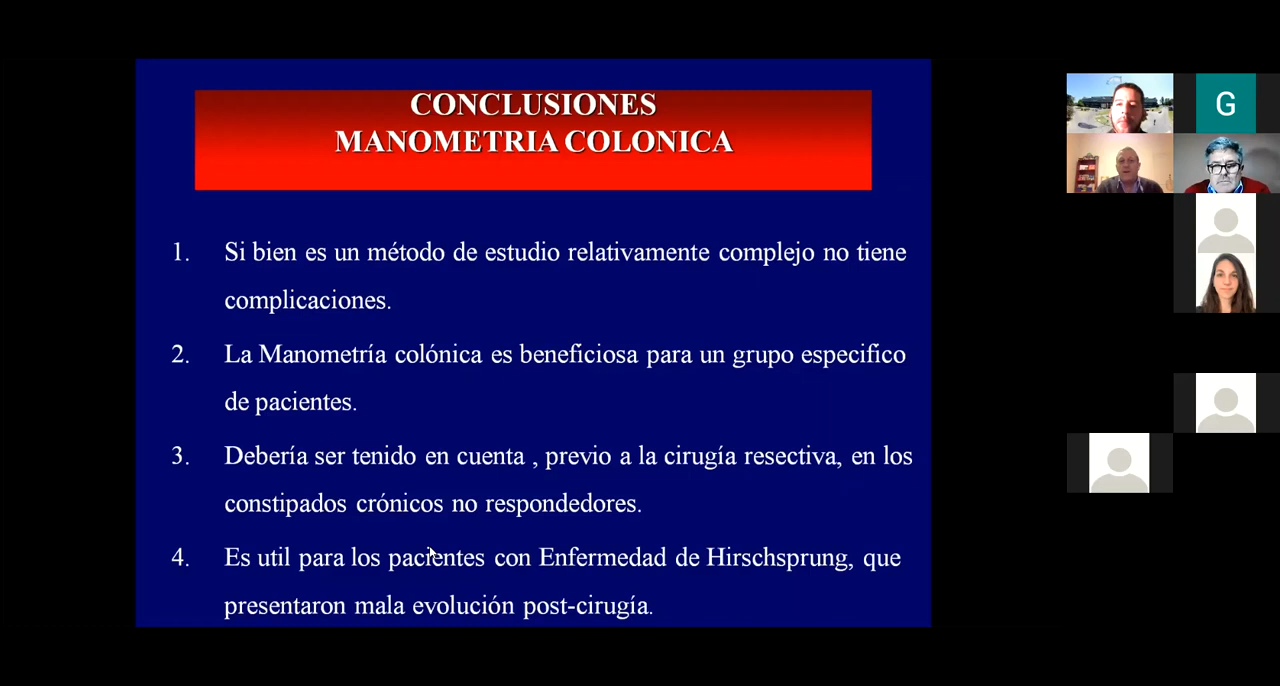 CONCLUSIONES
MANOMETRIA COLONICA
1. Si bien es un método de estudio relativamente complejo no tiene
complicaciones.
2. La Manometría colónica es beneficiosa para un grupo especifico
de pacientes.
3. Debería ser tenido en cuenta , previo a la cirugía resectiva, en los
constipados crónicos no respondedores.
4. Es util para los pacientes con Enfermedad de Hirschsprung, que
presentaron mala evolución post-cirugía.
G